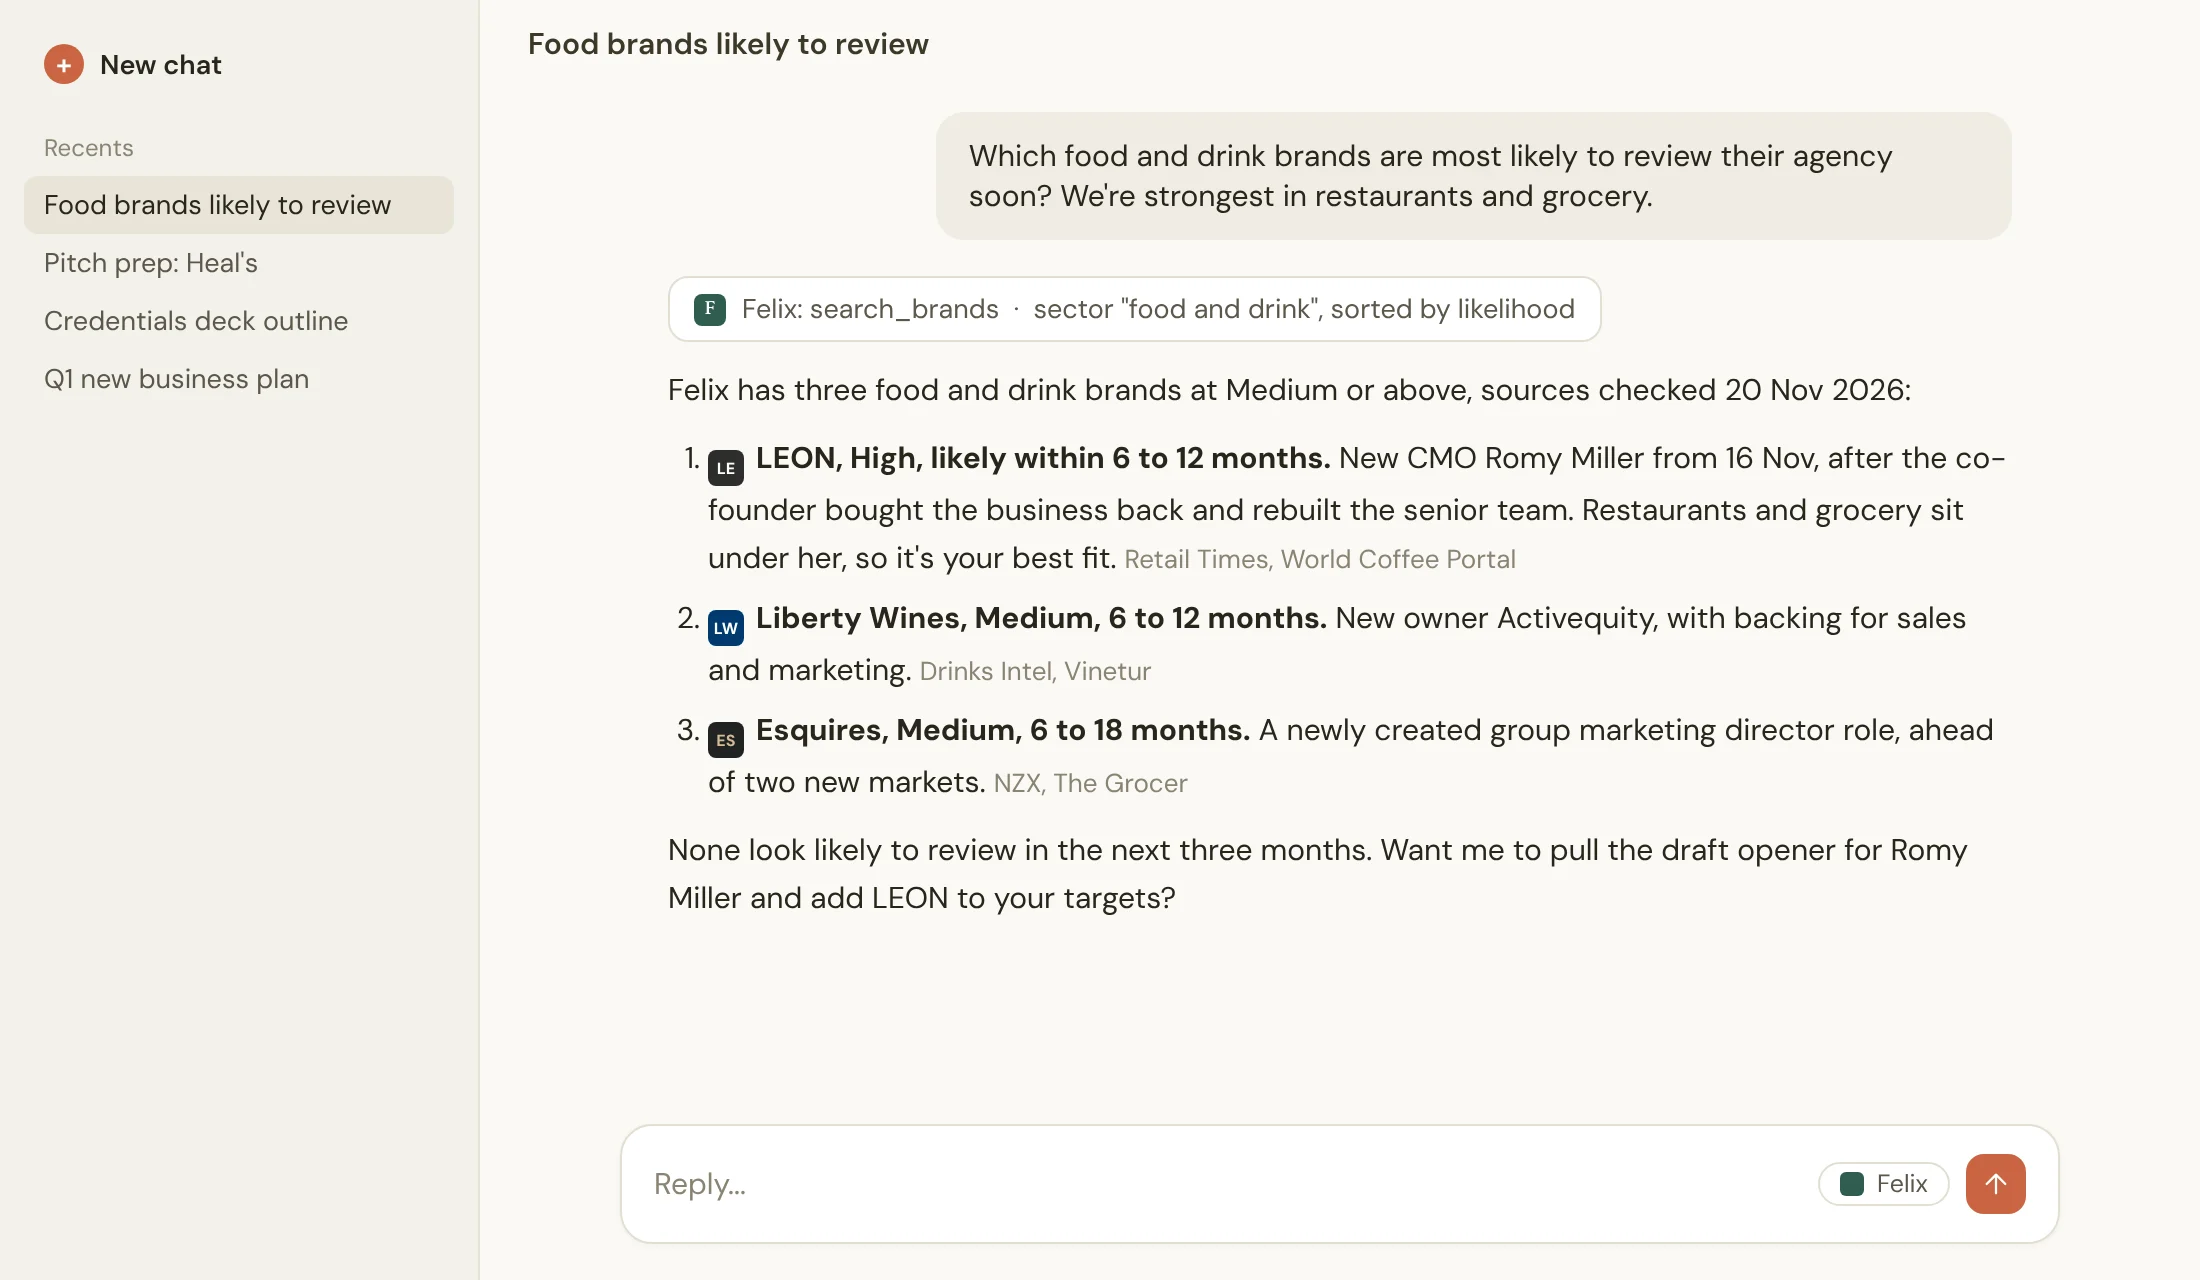 + New chat
Recents
Food brands likely to review
Pitch prep: Heal's
Credentials deck outline
Q1 new business plan
Food brands likely to review
Which food and drink brands are most likely to review their agency
soon? We're strongest in restaurants and grocery.
F Felix: search_brands · sector "food and drink", sorted by likelihood
Felix has three food and drink brands at Medium or above, sources checked 20 Nov 2026:
1. LE LEON, High, likely within 6 to 12 months. New CMO Romy Miller from 16 Nov, after the co-
founder bought the business back and rebuilt the senior team. Restaurants and grocery sit
under her, so it's your best fit. Retail Times, World Coffee Portal
2. LW Liberty Wines, Medium, 6 to 12 months. New owner Activequity, with backing for sales
and marketing. Drinks Intel, Vinetur
3. ES Esquires, Medium, 6 to 18 months. A newly created group marketing director role, ahead
of two new markets. NZX, The Grocer
None look likely to review in the next three months. Want me to pull the draft opener for Romy
Miller and add LEON to your targets?
Reply...
Felix